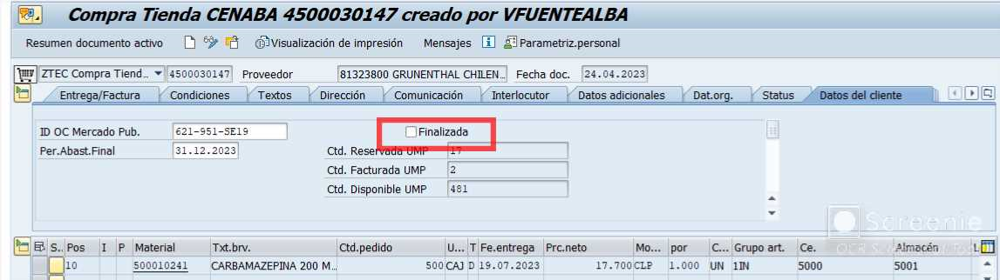 Compra Tienda CENABA 4500030147 creado por VFUENTEALBA
Resumen documento activo Visualización de impresión Mensajes Parametriz.personal
ZTEC Compra Tiend... 4500030147 Proveedor 81323800 GRUNENTHAL CHILEN... Fecha doc. 24.04.2023
Entrega/Factura Condiciones Textos Dirección Comunicación Interlocutor Datos adicionales Dat.org. Status Datos del cliente
ID OC Mercado Pub. 621-951-SE19 Finalizada
Per.Abast.Final 31.12.2023 Ctd. Reservada UMP 17
Ctd. Facturada UMP 2
Ctd. Disponible UMP 481
Screenie
S.. Pos I P Material Txt.brv. Ctd.pedido U... T Fe.entrega Prc.neto Mo... por C... Grupo art. Ce. Almacén L..
10 500010241 CARBAMAZEPINA 200 M... 500 CAJ D 19.07.2023 17.700 CLP 1.000 UN 1IN 5000 5001